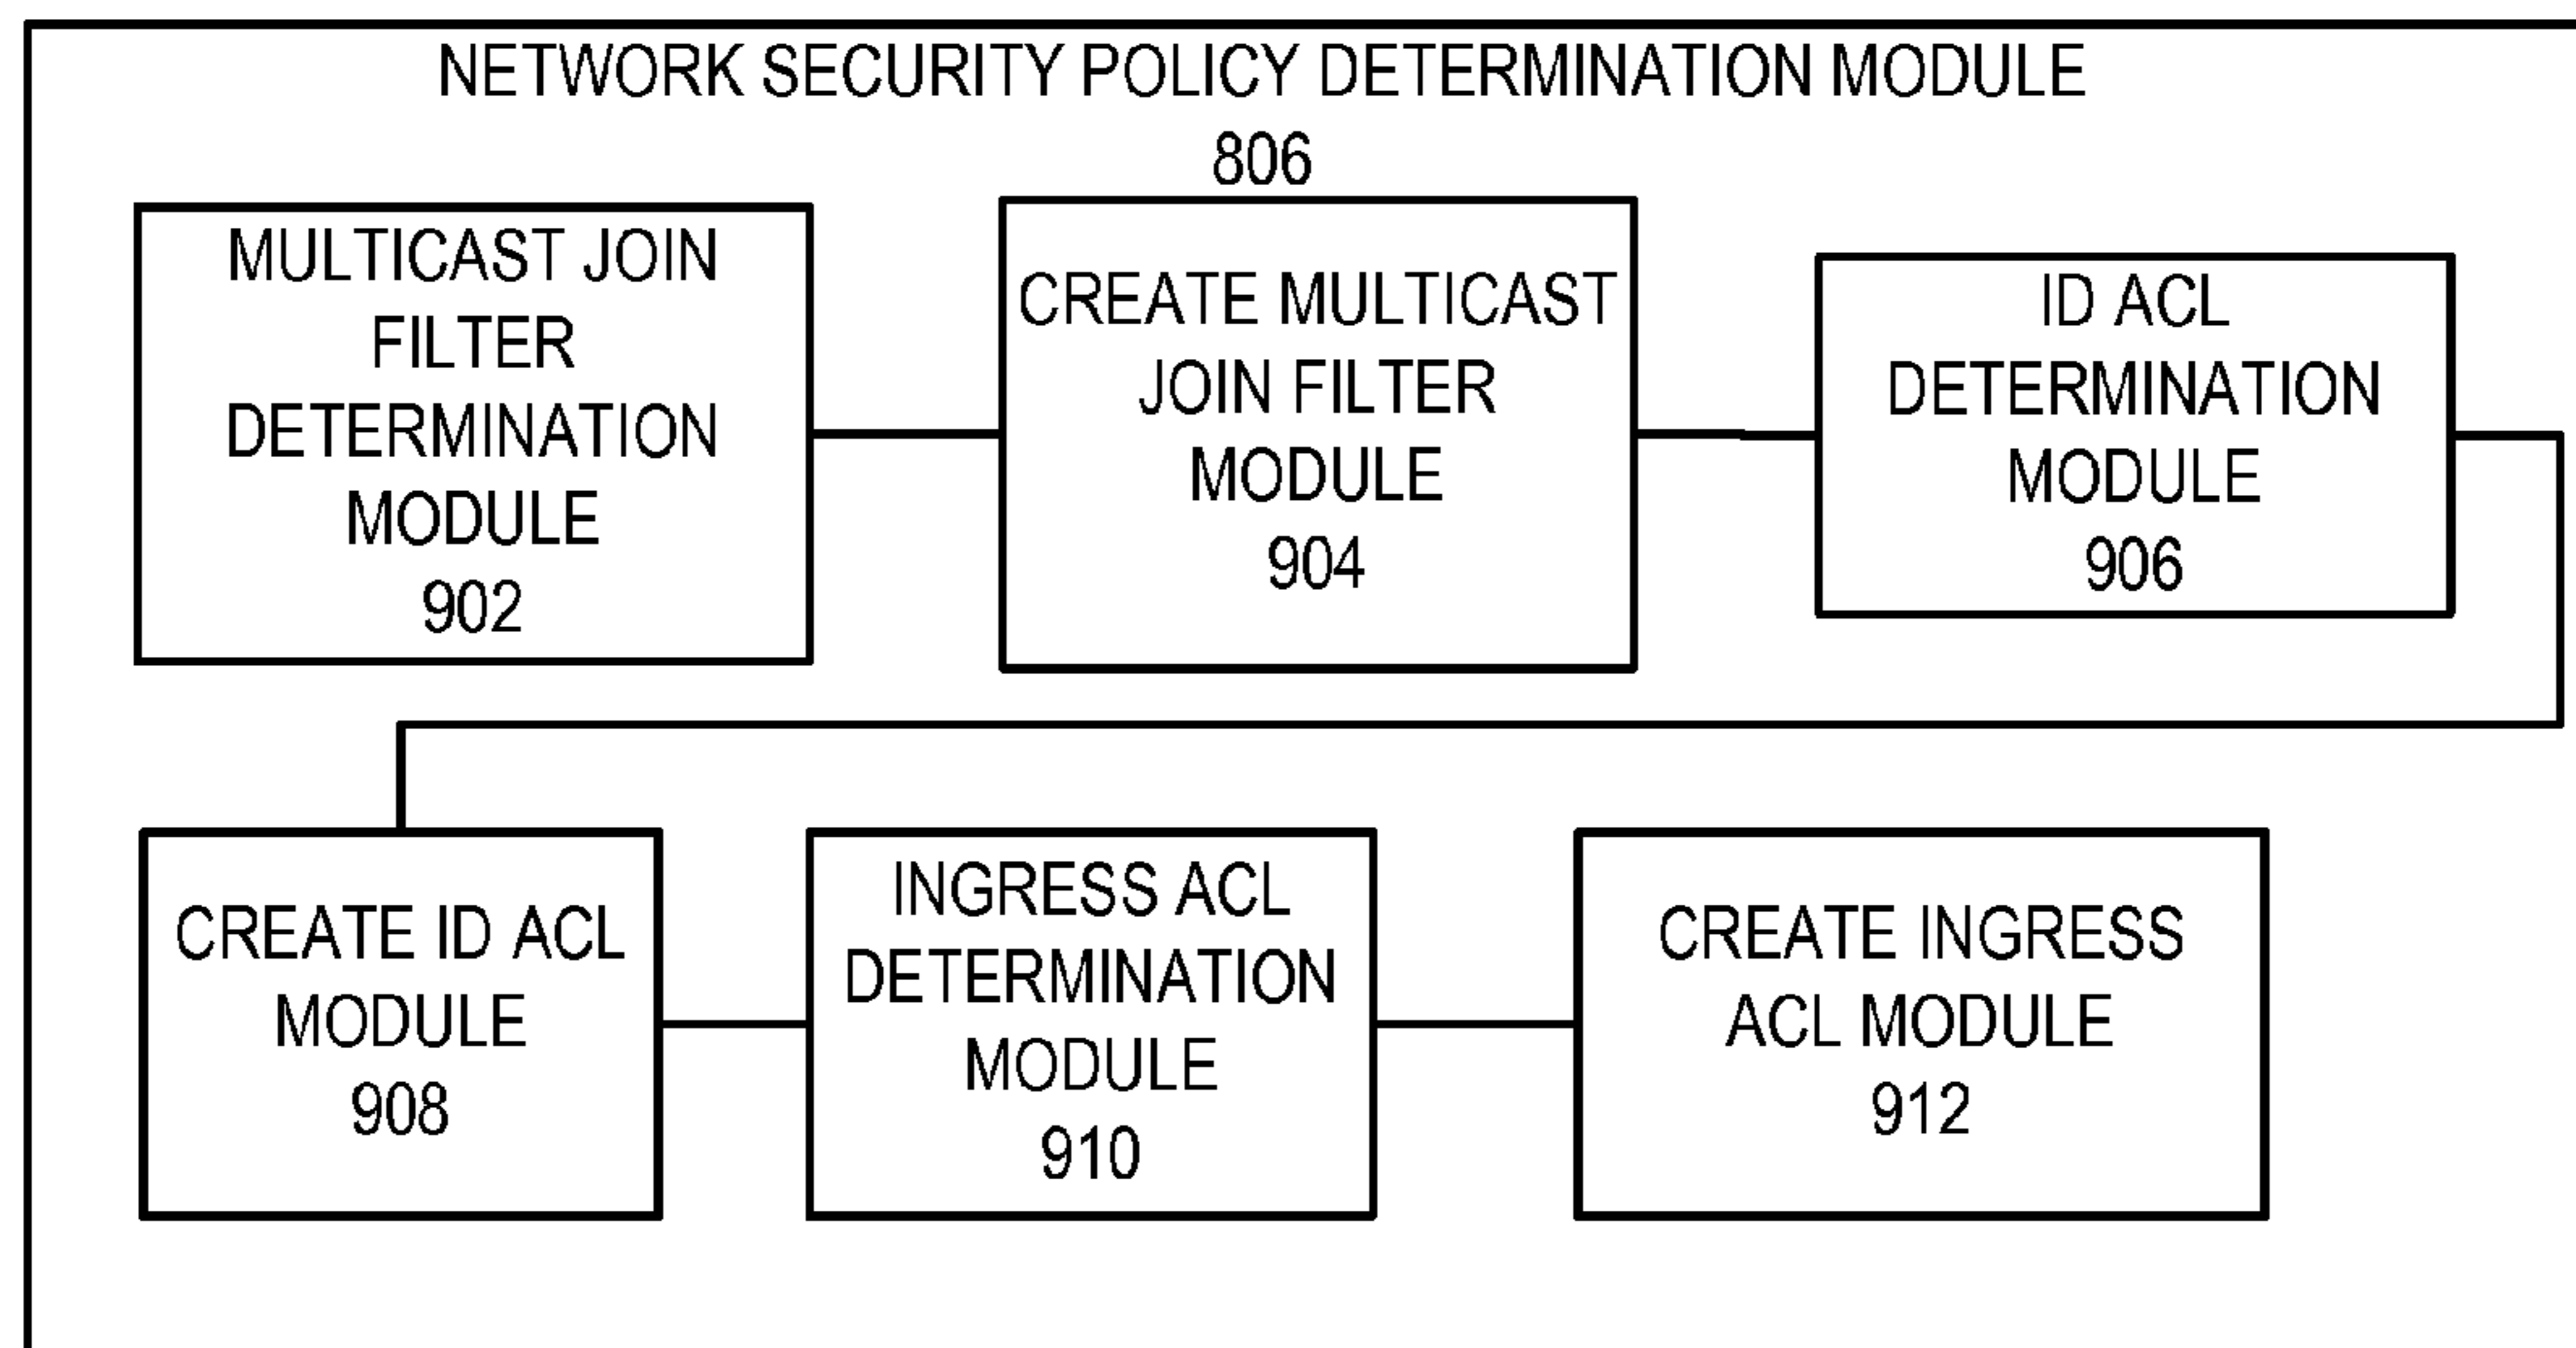 NETWORK SECURITY POLICY DETERMINATION MODULE
806
MULTICAST JOIN
FILTER
DETERMINATION
MODULE
902
CREATE MULTICAST
JOIN FILTER
MODULE
904
ID ACL
DETERMINATION
MODULE
906
CREATE ID ACL
MODULE
908
INGRESS ACL
DETERMINATION
MODULE
910
CREATE INGRESS
ACL MODULE
912